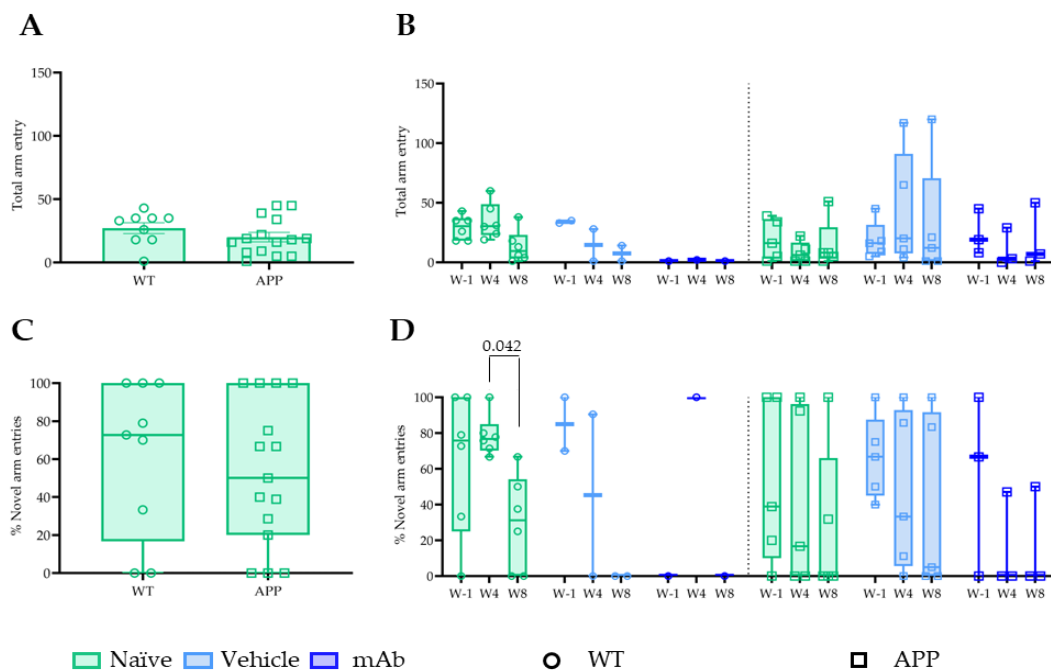 A
B
150
100
50
0
Total arm entry
WT
APP
150
100
50
0
Total arm entry
W-1 W4 W8
W-1 W4 W8
W-1 W4 W8
W-1 W4 W8
W-1 W4 W8
W-1 W4 W8
C
D
100
80
60
40
20
0
% Novel arm entries
WT
APP
0.042
100
80
60
40
20
0
% Novel arm entries
W-1 W4 W8
W-1 W4 W8
W-1 W4 W8
W-1 W4 W8
W-1 W4 W8
W-1 W4 W8
Naïve Vehicle mAb WT APP